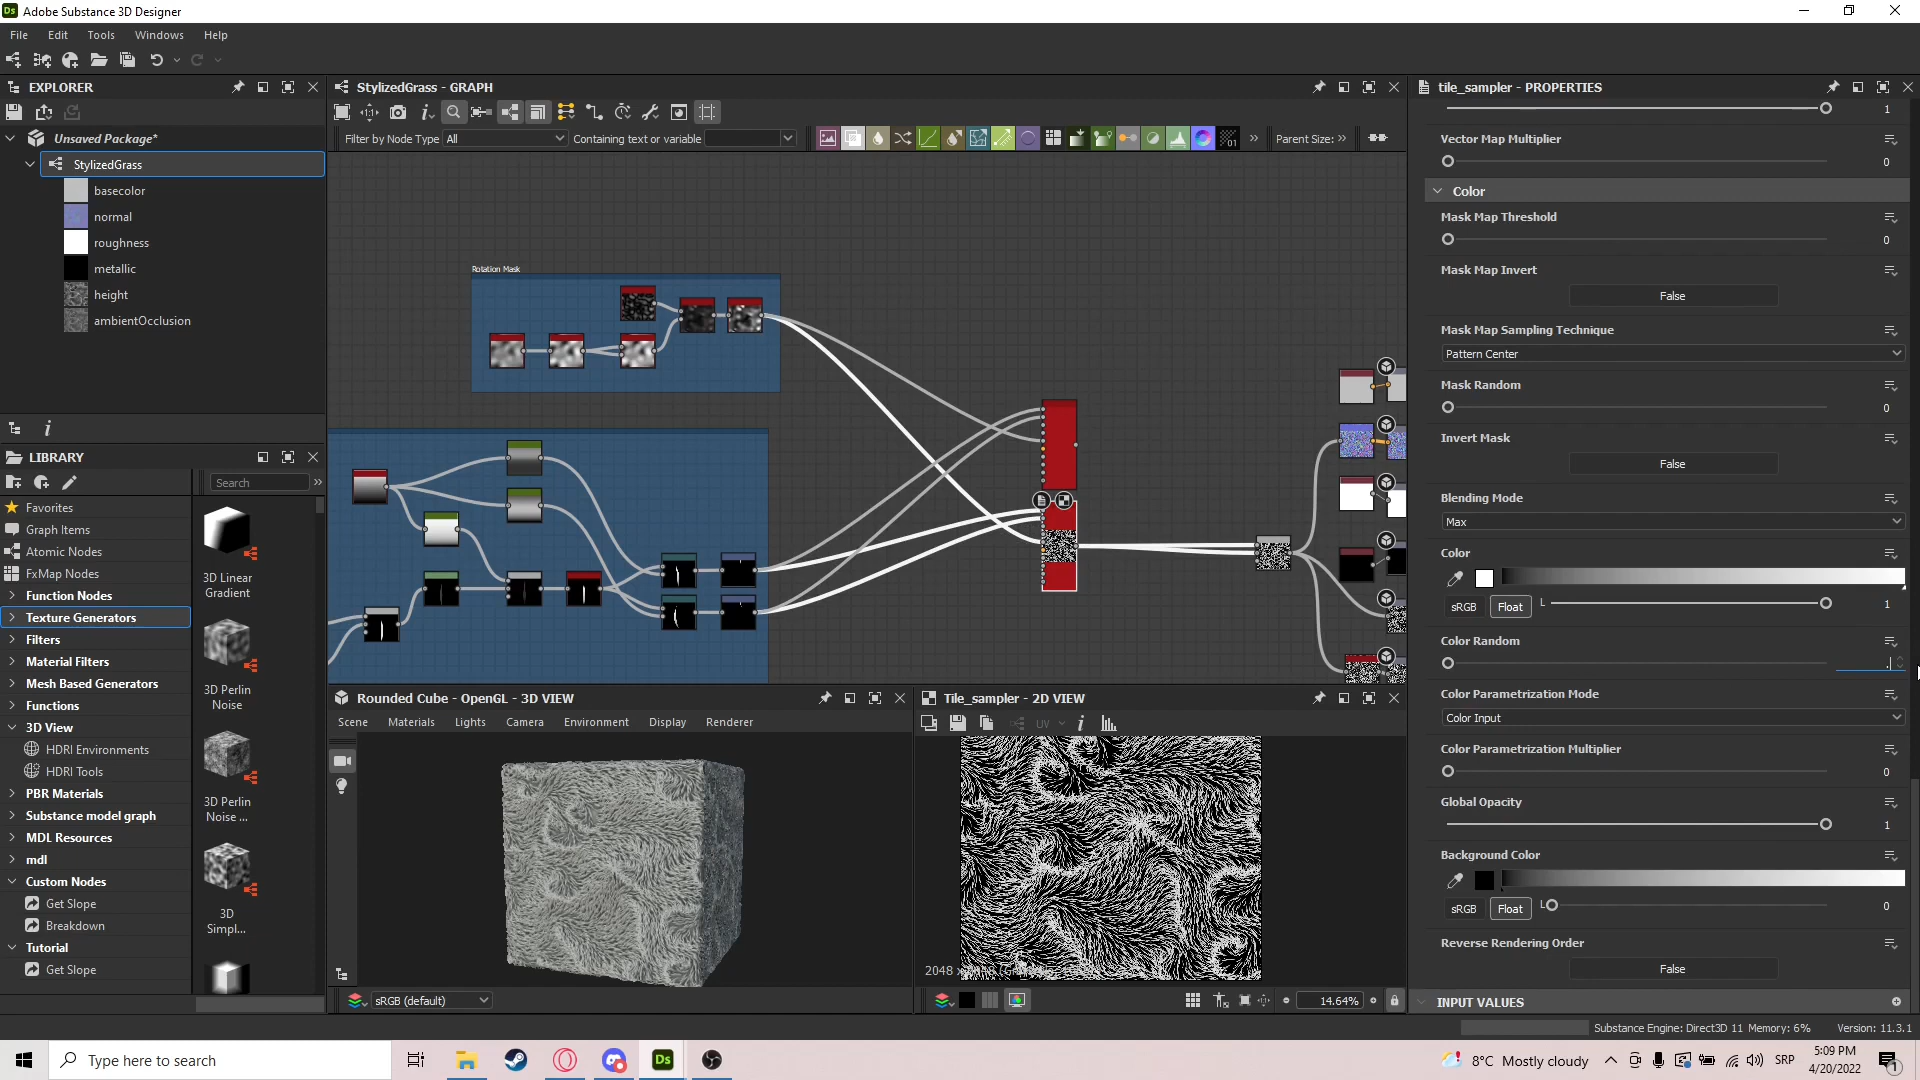 Ds Adobe Substance 3D Designer
File Edit Tools Windows Help
EXPLORER
Unsaved Package*
StylizedGrass
basecolor
normal
roughness
metallic
height
ambientOcclusion
LIBRARY
Search
Favorites
Graph Items
Atomic Nodes
FxMap Nodes
Function Nodes
Texture Generators
Filters
Material Filters
Mesh Based Generators
Functions
3D View
HDRI Environments
HDRI Tools
PBR Materials
Substance model graph
MDL Resources
mdl
Custom Nodes
Get Slope
Breakdown
Tutorial
Get Slope
3D Linear
Gradient
3D Perlin
Noise
3D Perlin
Noise ...
3D
Simpl...
StylizedGrass - GRAPH
Filter by Node Type All Containing text or variable
01
Parent Size:
Rotation Mask
Rounded Cube - OpenGL - 3D VIEW
Scene Materials Lights Camera Environment Display Renderer
sRGB (default)
Tile_sampler - 2D VIEW
UV
14.64%
tile_sampler - PROPERTIES
1
Vector Map Multiplier
0
Color
Mask Map Threshold
0
Mask Map Invert
False
Mask Map Sampling Technique
Pattern Center
Mask Random
0
Invert Mask
False
Blending Mode
Max
Color
sRGB Float L 1
Color Random
.
Color Parametrization Mode
Color Input
Color Parametrization Multiplier
0
Global Opacity
1
Background Color
sRGB Float L 0
Reverse Rendering Order
False
INPUT VALUES
Substance Engine: Direct3D 11 Memory: 6% Version: 11.3.1
Type here to search
Ds
8°C Mostly cloudy
SRP
5:09 PM
4/20/2022
1